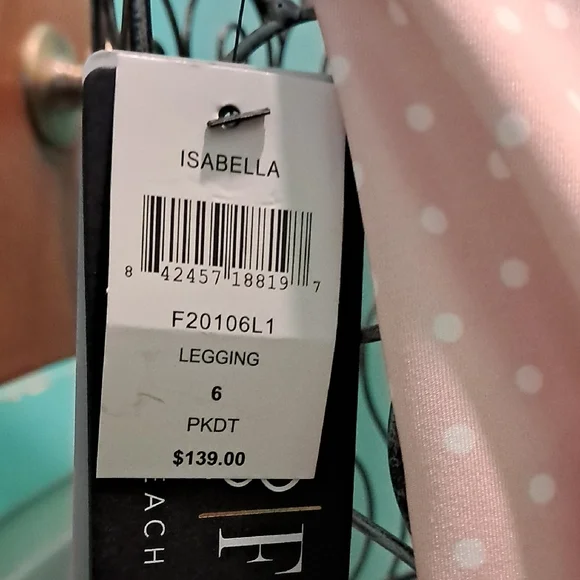 ISABELLA
8 42457 18819 7
F20106L1
LEGGING
6
PKDT
$139.00
F
EACH